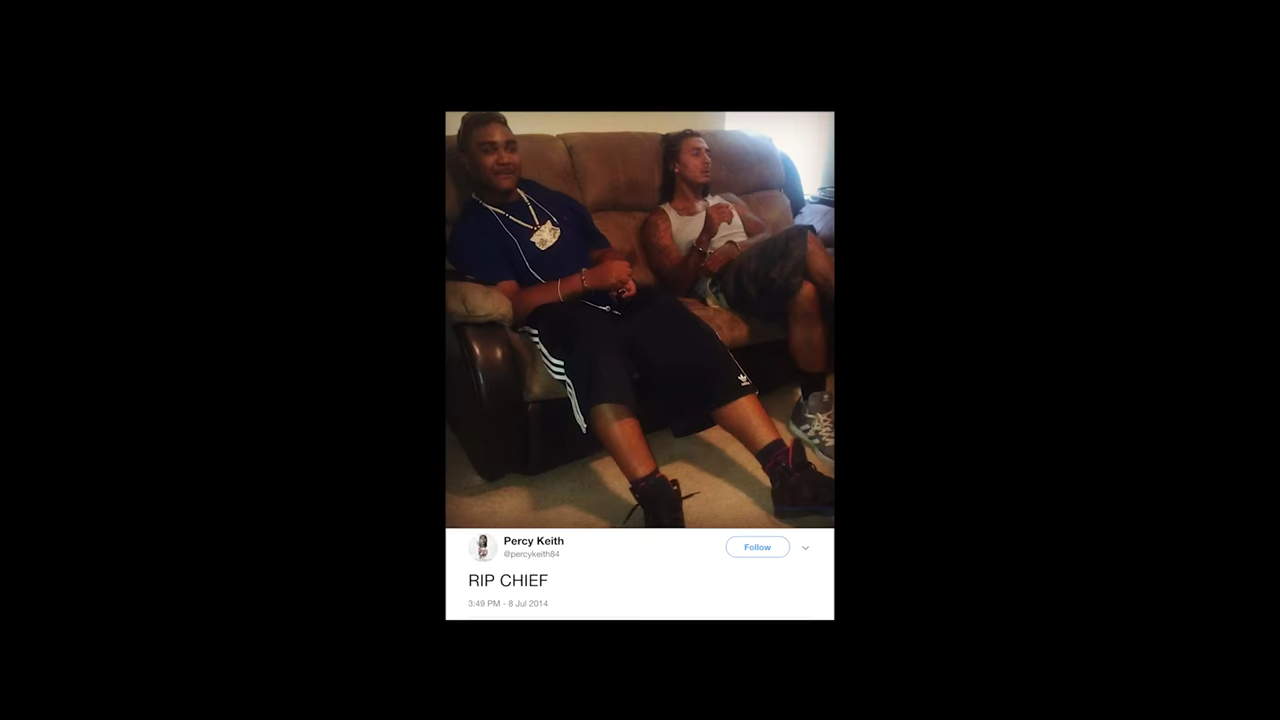 Percy Keith
@percykeith84
Follow
RIP CHIEF
3:49 PM - 8 Jul 2014